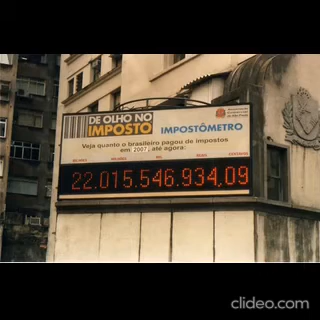 DE OLHO NO
IMPOSTO
IMPOSTÔMETRO
Veja quanto o brasileiro pagou de impostos
em 2007, até agora:
22.015.546.934,09
clideo.com